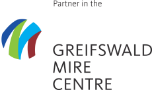 Partner in the
GREIFSWALD
MIRE
CENTRE